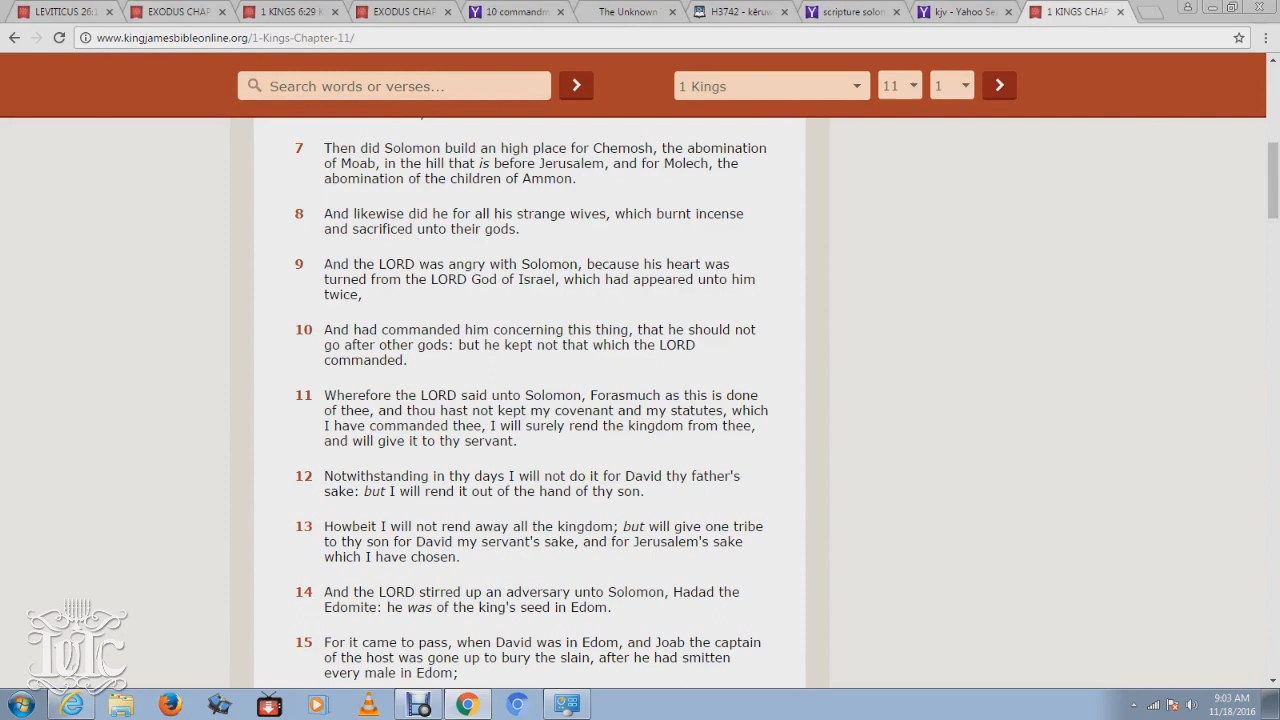 LEVITICUS 26:1
EXODUS CHAP
1 KINGS 6:29 K
EXODUS CHAP
10 commandm
The Unknown
H3742 - kĕruw
scripture solon
kjv - Yahoo Se
1 KINGS CHAP
www.kingjamesbibleonline.org/1-Kings-Chapter-11/
Search words or verses...
1 Kings
11
1
7 Then did Solomon build an high place for Chemosh, the abomination
of Moab, in the hill that is before Jerusalem, and for Molech, the
abomination of the children of Ammon.
8 And likewise did he for all his strange wives, which burnt incense
and sacrificed unto their gods.
9 And the LORD was angry with Solomon, because his heart was
turned from the LORD God of Israel, which had appeared unto him
twice,
10 And had commanded him concerning this thing, that he should not
go after other gods: but he kept not that which the LORD
commanded.
11 Wherefore the LORD said unto Solomon, Forasmuch as this is done
of thee, and thou hast not kept my covenant and my statutes, which
I have commanded thee, I will surely rend the kingdom from thee,
and will give it to thy servant.
12 Notwithstanding in thy days I will not do it for David thy father's
sake: but I will rend it out of the hand of thy son.
13 Howbeit I will not rend away all the kingdom; but will give one tribe
to thy son for David my servant's sake, and for Jerusalem's sake
which I have chosen.
14 And the LORD stirred up an adversary unto Solomon, Hadad the
Edomite: he was of the king's seed in Edom.
15 For it came to pass, when David was in Edom, and Joab the captain
of the host was gone up to bury the slain, after he had smitten
every male in Edom;
IUIC
9:03 AM
11/18/2016